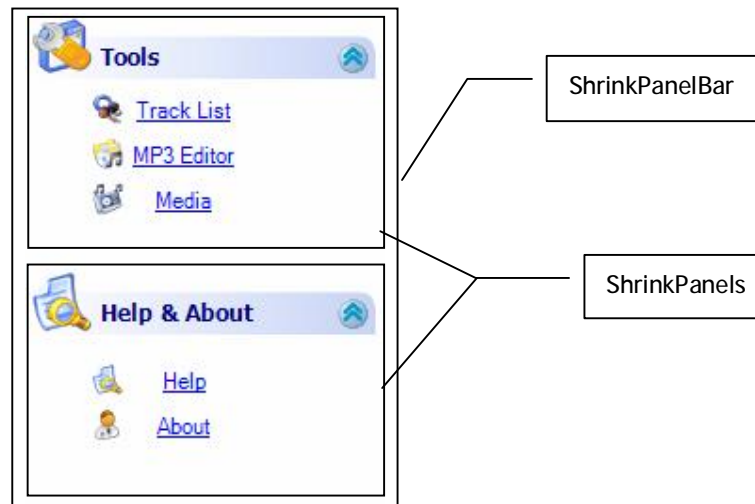 Tools
Track List
MP3 Editor
Media
Help & About
Help
About
ShrinkPanelBar
ShrinkPanels